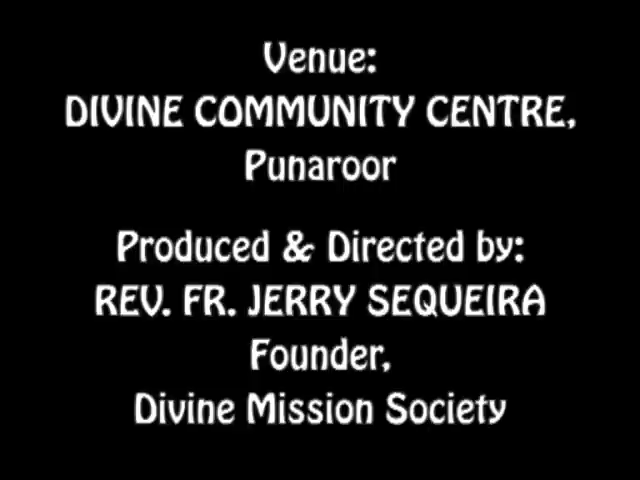 Venue:
DIVINE COMMUNITY CENTRE,
Punaroor
Produced & Directed by:
REV. FR. JERRY SEQUEIRA
Founder,
Divine Mission Society